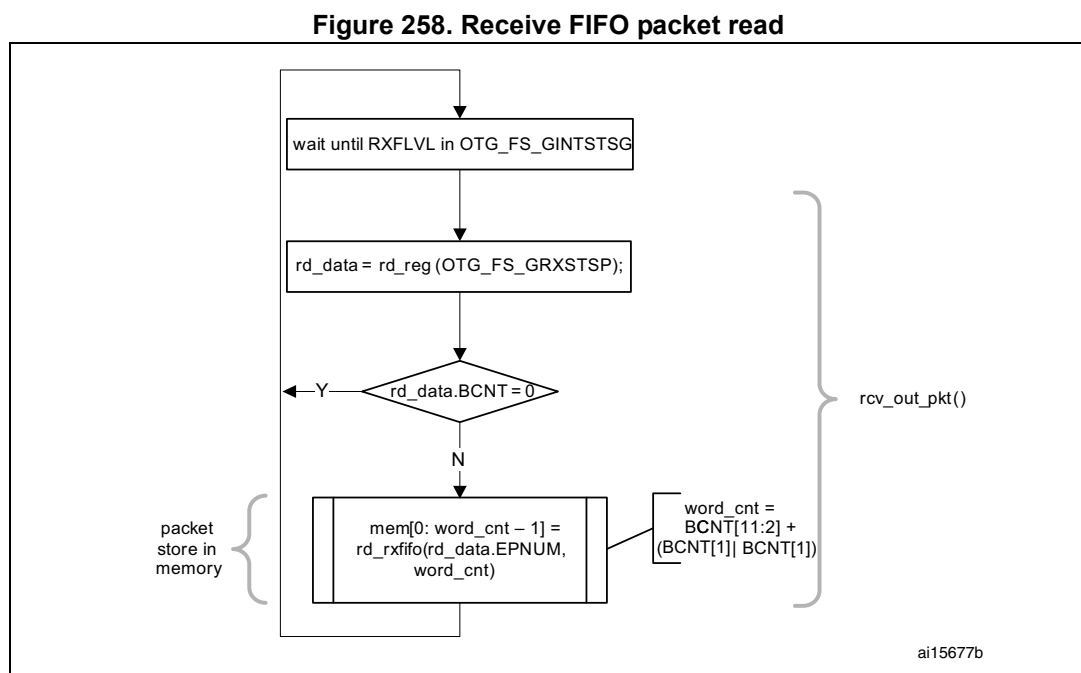 Figure 258. Receive FIFO packet read
wait until RXFLVL in OTG_FS_GINTSTSG
rd_data = rd_reg (OTG_FS_GRXSTSP);
rd_data.BCNT = 0
Y
rcv_out_pkt()
N
packet
store in
memory
mem[0: word_cnt – 1] =
rd_rxfifo(rd_data.EPNUM,
word_cnt)
word_cnt =
BCNT[11:2] +
(BCNT[1] | BCNT[1])
ai15677b